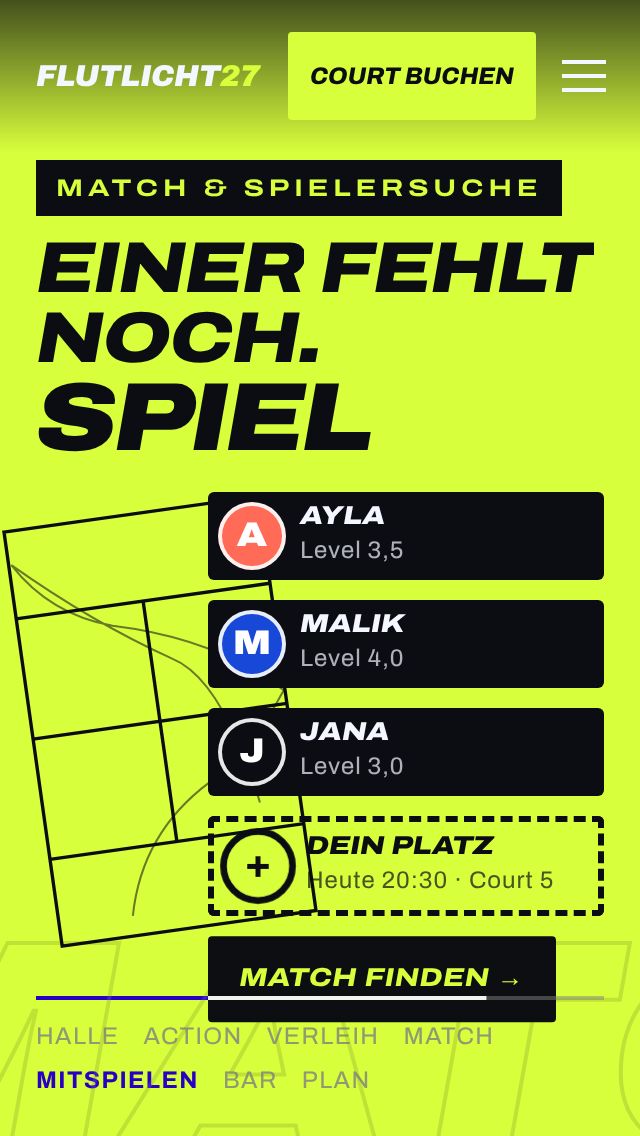 FLUTLICHT27
COURT BUCHEN
MATCH & SPIELERSUCHE
EINER FEHLT
NOCH.
SPIEL
A
AYLA
Level 3,5
M
MALIK
Level 4,0
J
JANA
Level 3,0
+
DEIN PLATZ
Heute 20:30 · Court 5
MATCH FINDEN →
HALLE ACTION VERLEIH MATCH
MITSPIELEN BAR PLAN